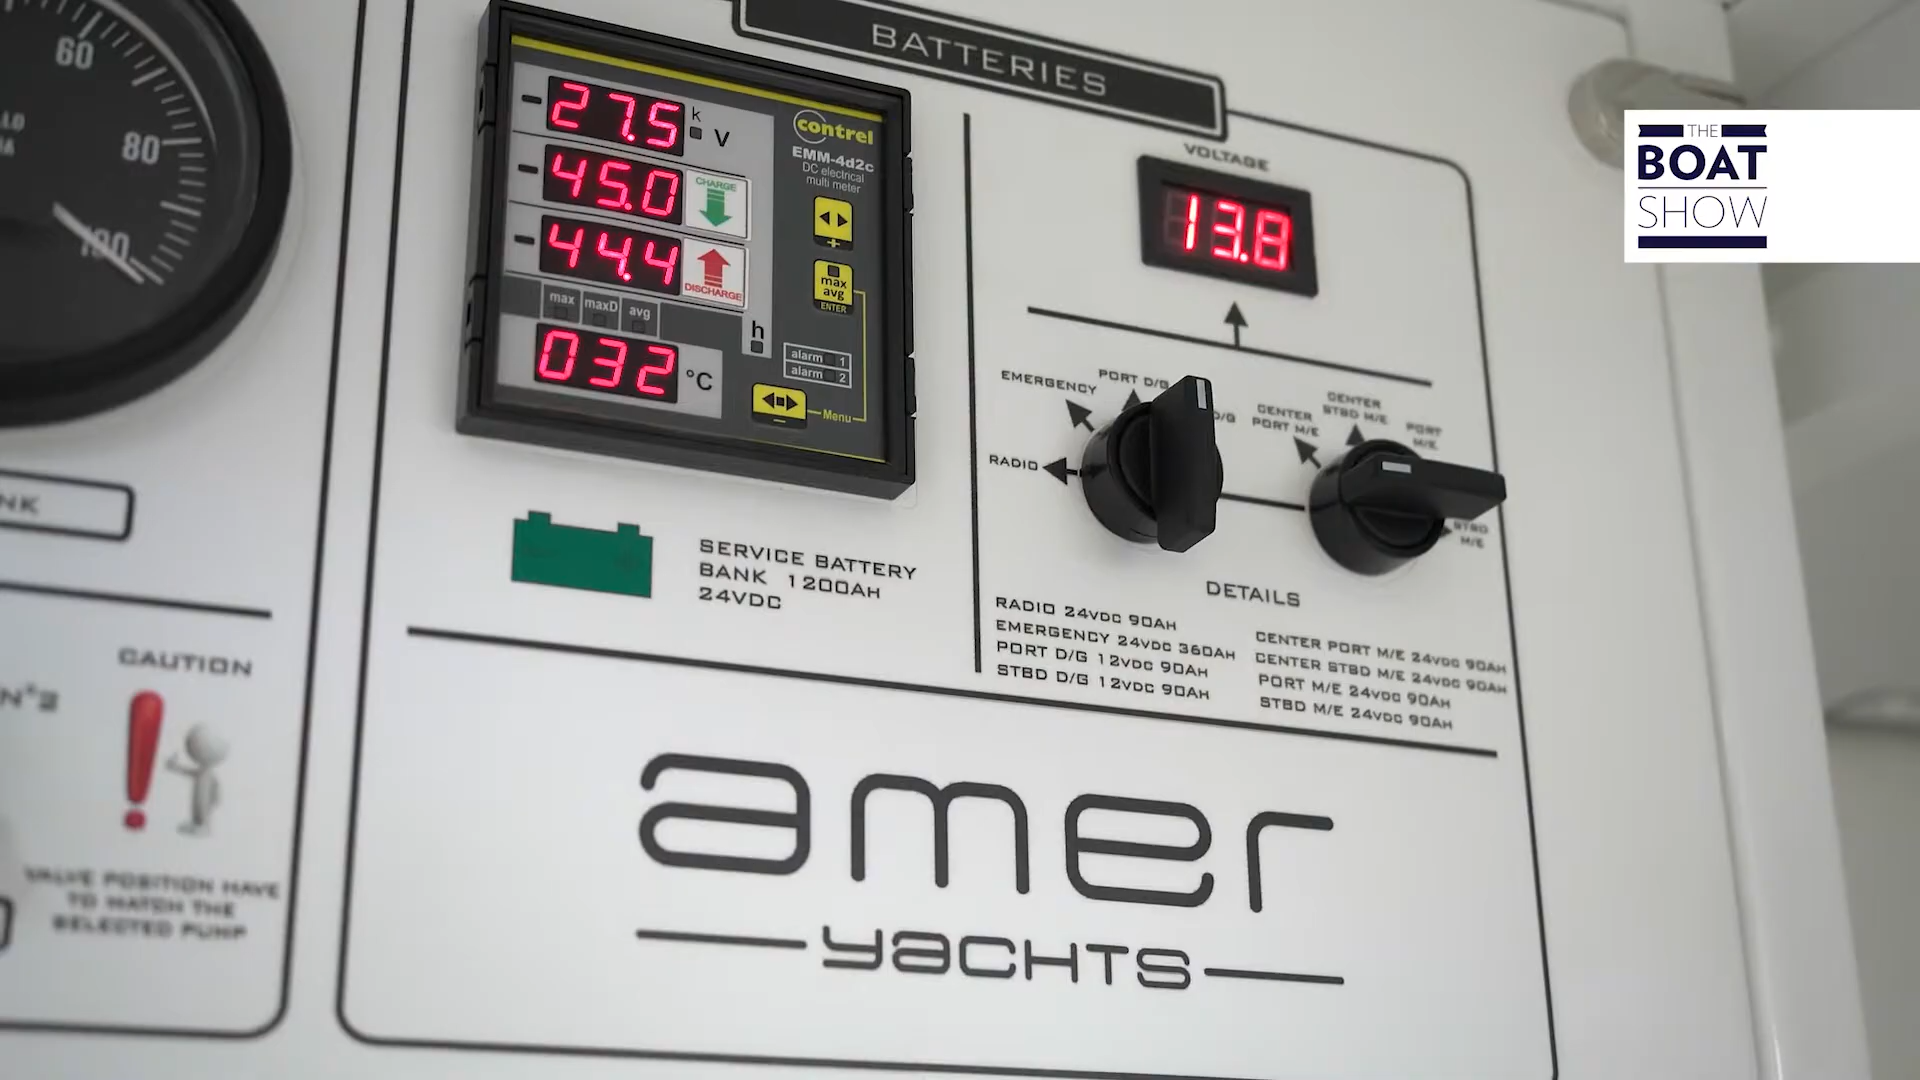 60
80
100
NK
CAUTION
N°2
VALVE POSITION HAVE
TO MATCH THE
SELECTED PUMP
BATTERIES
27.5
k
V
45.0
CHARGE
44.4
DISCHARGE
max
maxD
avg
h
032
°C
contrel
EMM-4d2c
DC electrical
multi meter
+
max
avg
ENTER
alarm 1
alarm 2
Menu
SERVICE BATTERY
BANK 1200AH
24VDC
VOLTAGE
13.8
EMERGENCY
PORT D/G
D/G
RADIO
CENTER
PORT M/E
CENTER
STBD M/E
PORT
M/E
STBD
M/E
DETAILS
RADIO 24VDC 90AH
EMERGENCY 24VDC 360AH
PORT D/G 12VDC 90AH
STBD D/G 12VDC 90AH
CENTER PORT M/E 24VDC 90AH
CENTER STBD M/E 24VDC 90AH
PORT M/E 24VDC 90AH
STBD M/E 24VDC 90AH
amer
yachts
THE
BOAT
SHOW